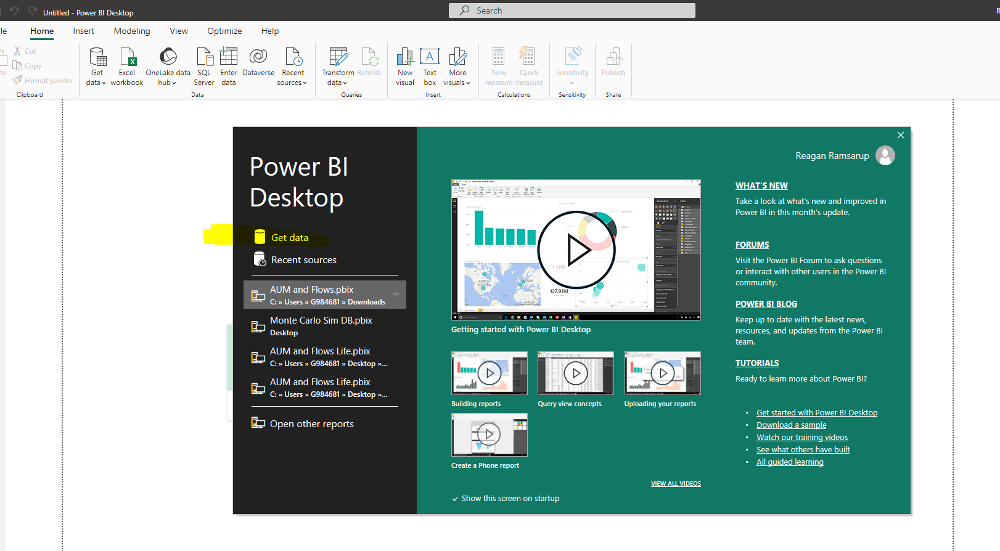 Untitled - Power BI Desktop
Search
R
le
Home
Insert
Modeling
View
Optimize
Help
te
Cut
Copy
Format painter
Clipboard
Get data
Excel workbook
OneLake data hub
SQL Server
Enter data
Dataverse
Recent sources
Data
Transform data
Refresh
Queries
New visual
Text box
More visuals
Insert
New measure
Quick measure
Calculations
Sensitivity
Sensitivity
Publish
Share
Power BI
Desktop
Get data
Recent sources
AUM and Flows.pbix
C: » Users » G984681 » Downloads
Monte Carlo Sim DB.pbix
Desktop
AUM and Flows Life.pbix
C: » Users » G984681 » Desktop »...
AUM and Flows Life.pbix
C: » Users » G984681 » Desktop »...
Open other reports
NORTH
AMERICA
1.13M
127.93M
Getting started with Power BI Desktop
Building reports
Query view concepts
Uploading your reports
Create a Phone report
VIEW ALL VIDEOS
Show this screen on startup
Reagan Ramsarup
WHAT'S NEW
Take a look at what's new and improved in
Power BI in this month's update.
FORUMS
Visit the Power BI Forum to ask questions
or interact with other users in the Power BI
community.
POWER BI BLOG
Keep up to date with the latest news,
resources, and updates from the Power BI
team.
TUTORIALS
Ready to learn more about Power BI?
• Get started with Power BI Desktop
• Download a sample
• Watch our training videos
• See what others have built
• All guided learning